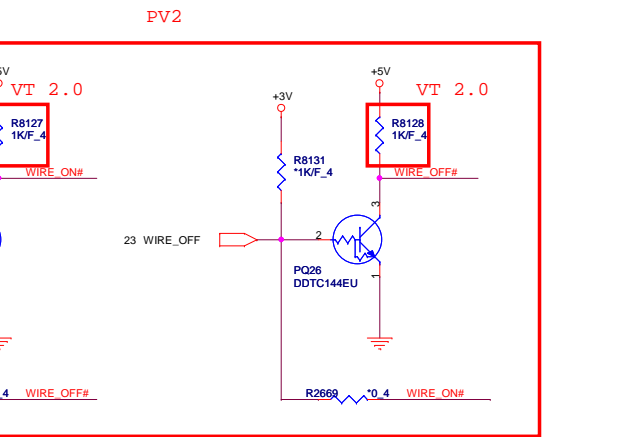 PV2
5V
VT 2.0
R8127
1K/F_4
WIRE_ON#
4 WIRE_OFF#
+3V
R8131
*1K/F_4
+5V
VT 2.0
R8128
1K/F_4
WIRE_OFF#
3
23 WIRE_OFF
2
1
PQ26
DDTC144EU
R2669 *0_4 WIRE_ON#